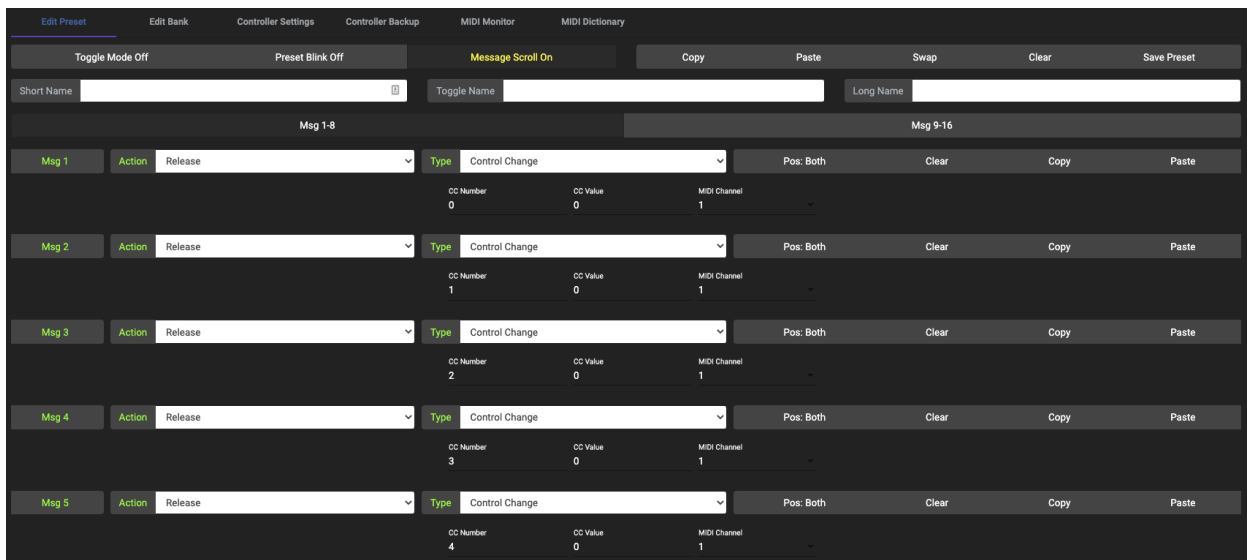 Edit Preset Edit Bank Controller Settings Controller Backup MIDI Monitor MIDI Dictionary
Toggle Mode Off Preset Blink Off Message Scroll On Copy Paste Swap Clear Save Preset
Short Name Toggle Name Long Name
Msg 1-8 Msg 9-16
Msg 1 Action Release Type Control Change Pos: Both Clear Copy Paste
CC Number CC Value MIDI Channel
0 0 1
Msg 2 Action Release Type Control Change Pos: Both Clear Copy Paste
CC Number CC Value MIDI Channel
1 0 1
Msg 3 Action Release Type Control Change Pos: Both Clear Copy Paste
CC Number CC Value MIDI Channel
2 0 1
Msg 4 Action Release Type Control Change Pos: Both Clear Copy Paste
CC Number CC Value MIDI Channel
3 0 1
Msg 5 Action Release Type Control Change Pos: Both Clear Copy Paste
CC Number CC Value MIDI Channel
4 0 1